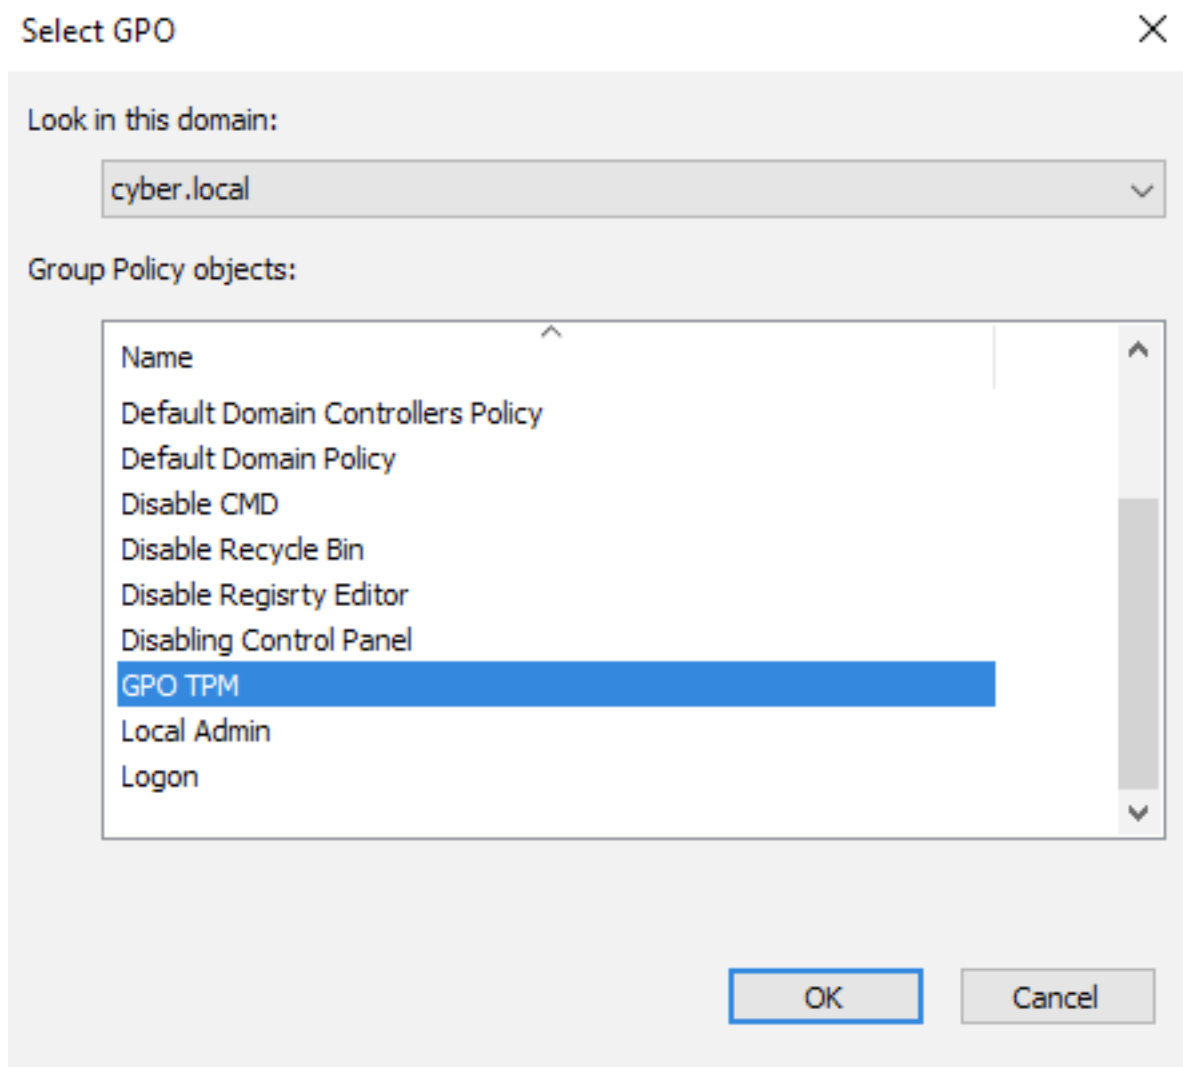 Select GPO
Look in this domain:
cyber.local
Group Policy objects:
Name
Default Domain Controllers Policy
Default Domain Policy
Disable CMD
Disable Recycle Bin
Disable Regisrty Editor
Disabling Control Panel
GPO TPM
Local Admin
Logon
OK
Cancel